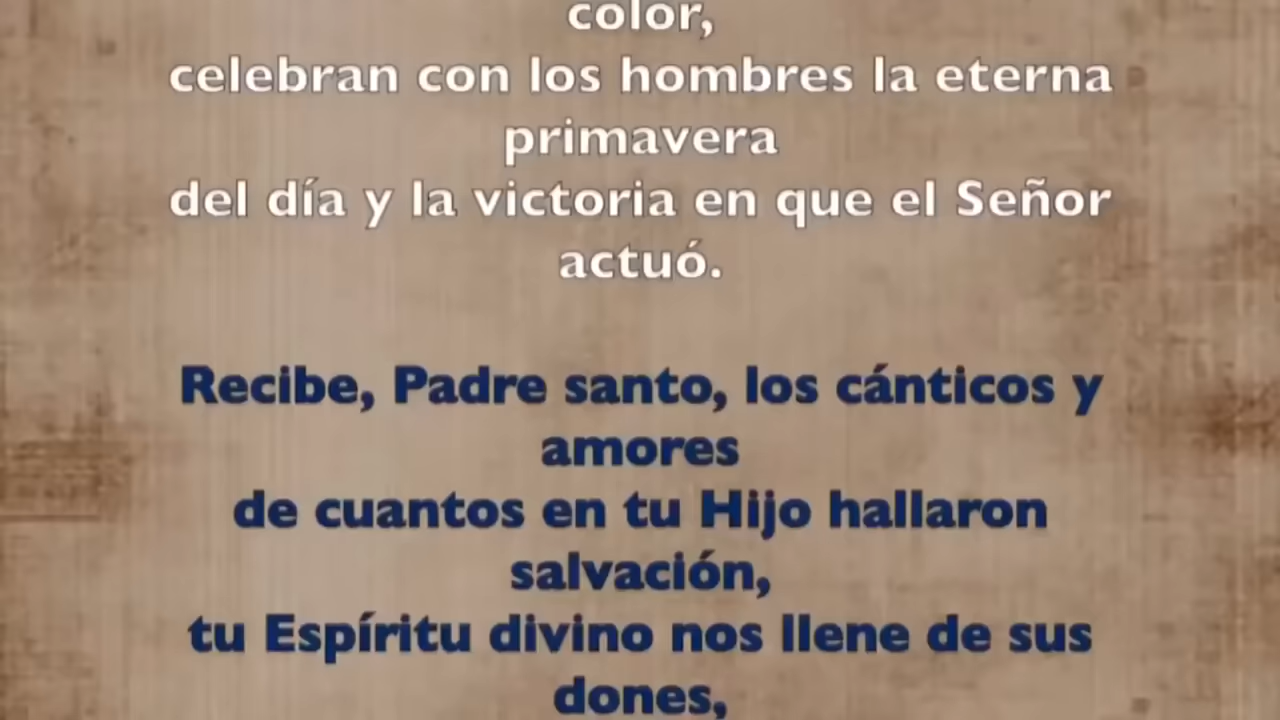 color,
celebran con los hombres la eterna
primavera
del día y la victoria en que el Señor
actuó.
Recibe, Padre santo, los cánticos y
amores
de cuantos en tu Hijo hallaron
salvación,
tu Espíritu divino nos llene de sus
dones,